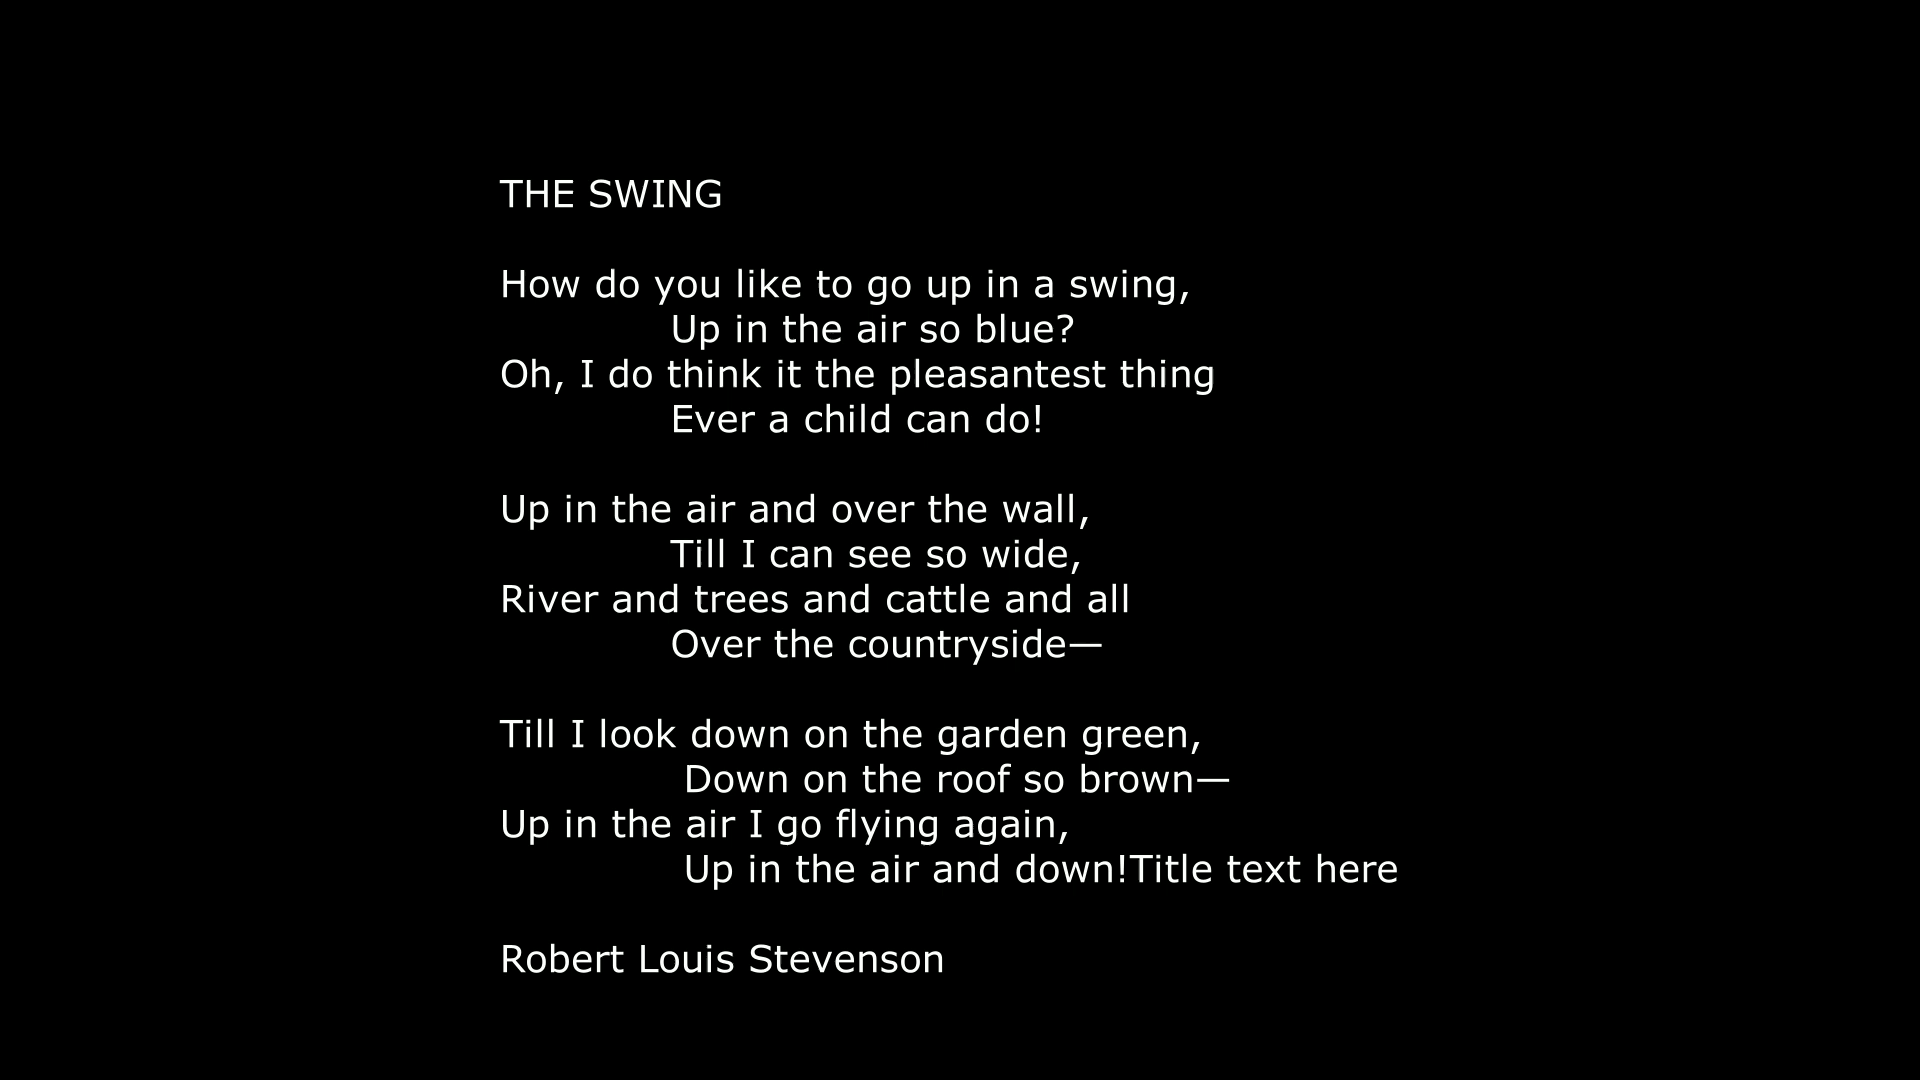 THE SWING
How do you like to go up in a swing,
Up in the air so blue?
Oh, I do think it the pleasantest thing
Ever a child can do!
Up in the air and over the wall,
Till I can see so wide,
River and trees and cattle and all
Over the countryside—
Till I look down on the garden green,
Down on the roof so brown—
Up in the air I go flying again,
Up in the air and down!Title text here
Robert Louis Stevenson